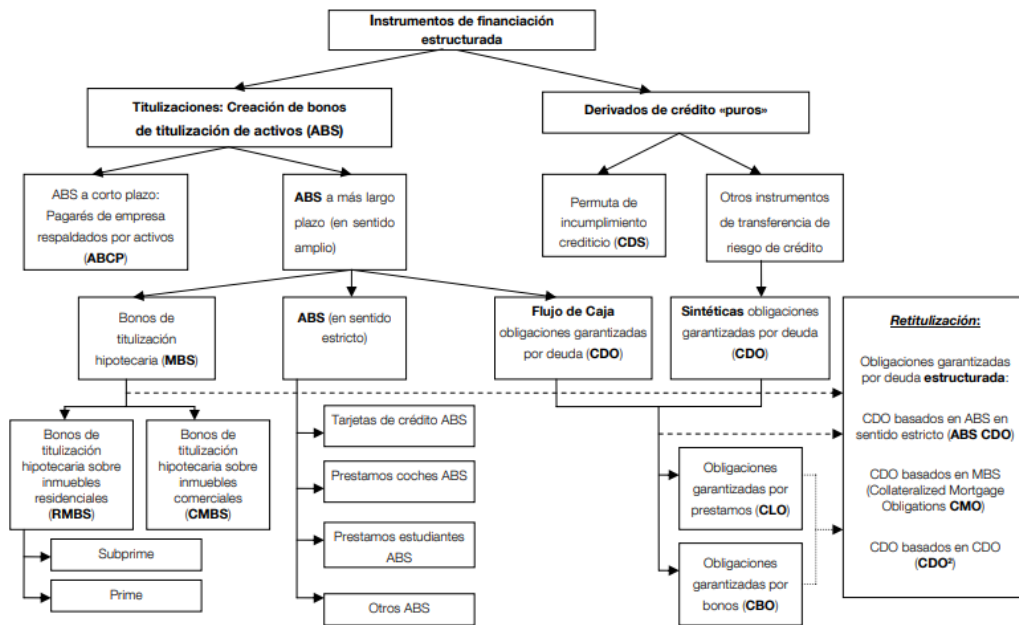 Instrumentos de financiación
estructurada
Titulizaciones: Creación de bonos
de titulización de activos (ABS)
Derivados de crédito «puros»
ABS a corto plazo:
Pagarés de empresa
respaldados por activos
(ABCP)
ABS a más largo
plazo (en sentido
amplio)
Permuta de
incumplimiento
crediticio (CDS)
Otros instrumentos
de transferencia de
riesgo de crédito
Bonos de
titulización
hipotecaria (MBS)
ABS (en sentido
estricto)
Flujo de Caja
obligaciones garantizadas
por deuda (CDO)
Sintéticas obligaciones
garantizadas por deuda
(CDO)
Retitulización:
Obligaciones garantizadas
por deuda estructurada:
CDO basados en ABS en
sentido estricto (ABS CDO)
CDO basados en MBS
(Collateralized Mortgage
Obligations CMO)
CDO basados en CDO
(CDO²)
Bonos de
titulización
hipotecaria sobre
inmuebles
residenciales
(RMBS)
Bonos de
titulización
hipotecaria sobre
inmuebles
comerciales
(CMBS)
Subprime
Prime
Tarjetas de crédito ABS
Prestamos coches ABS
Prestamos estudiantes
ABS
Otros ABS
Obligaciones
garantizadas por
prestamos (CLO)
Obligaciones
garantizadas por
bonos (CBO)